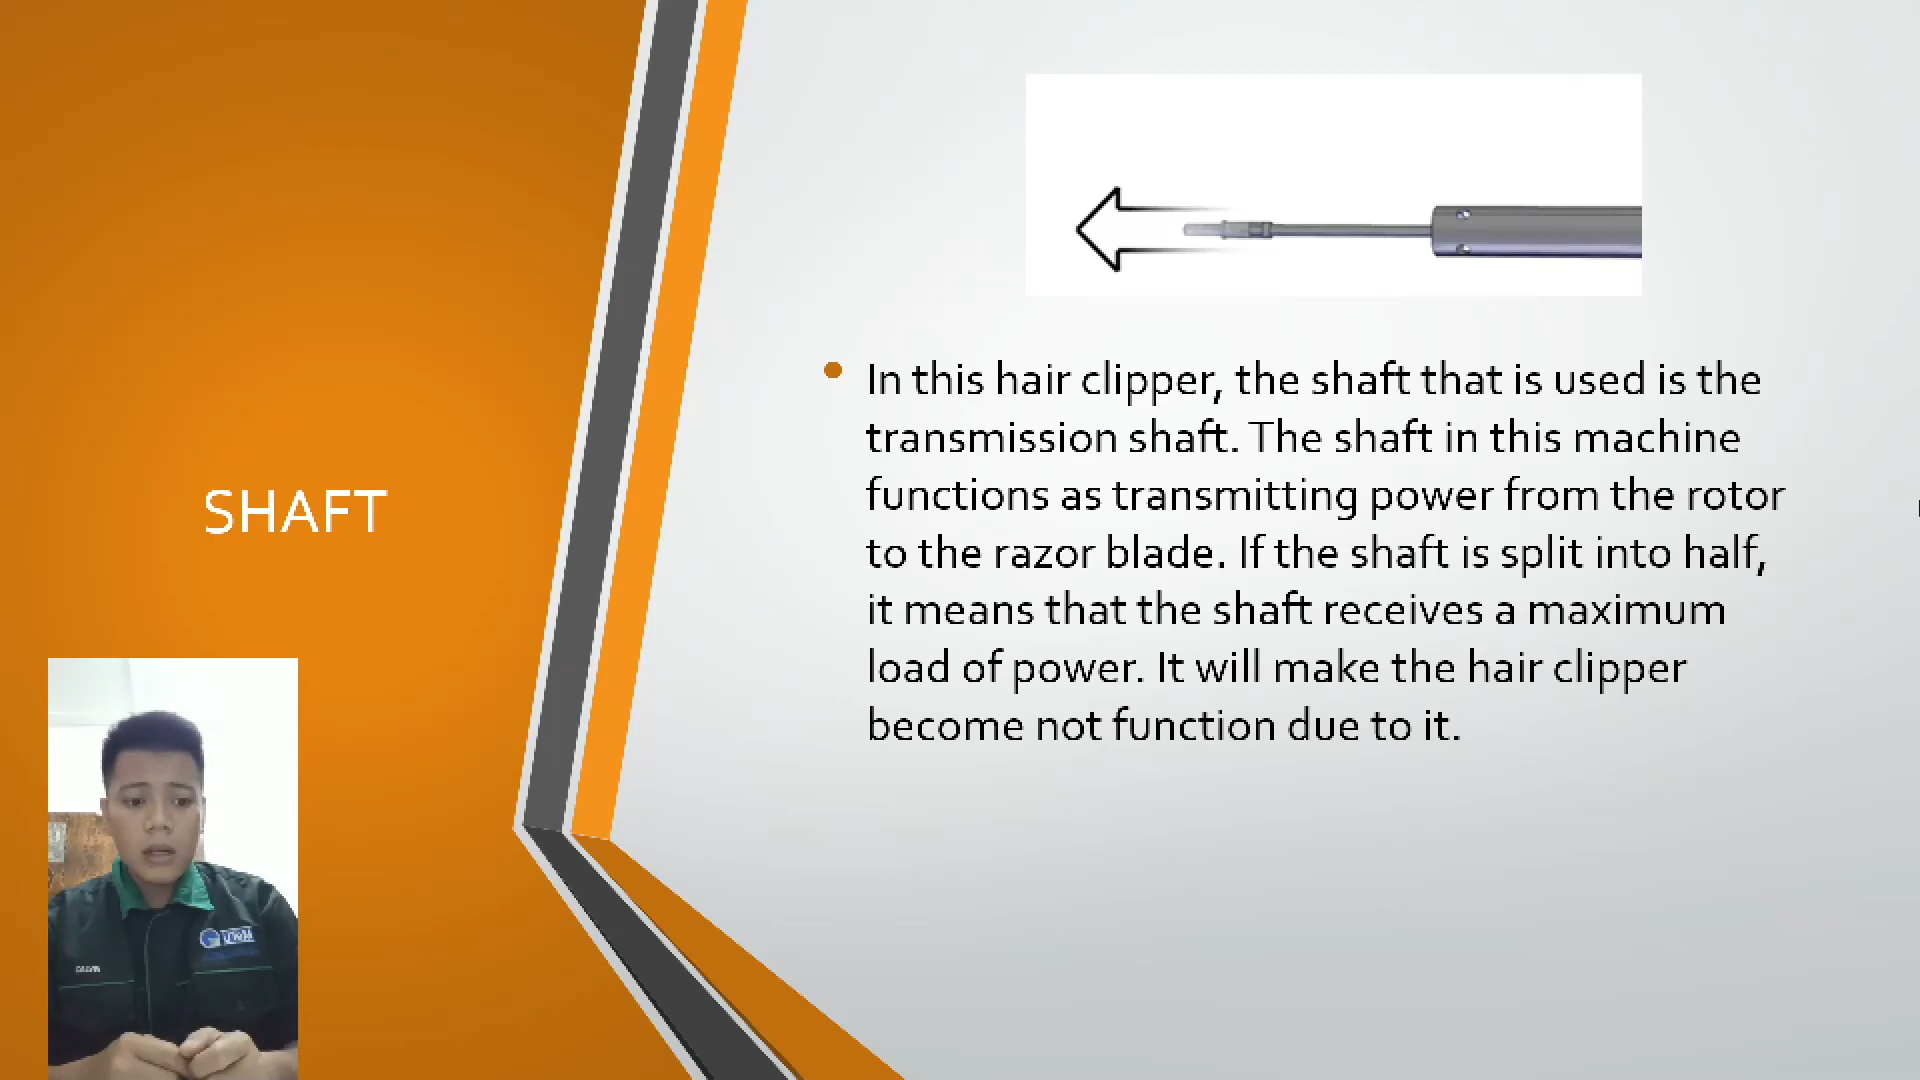 SHAFT
In this hair clipper, the shaft that is used is the
transmission shaft. The shaft in this machine
functions as transmitting power from the rotor
to the razor blade. If the shaft is split into half,
it means that the shaft receives a maximum
load of power. It will make the hair clipper
become not function due to it.